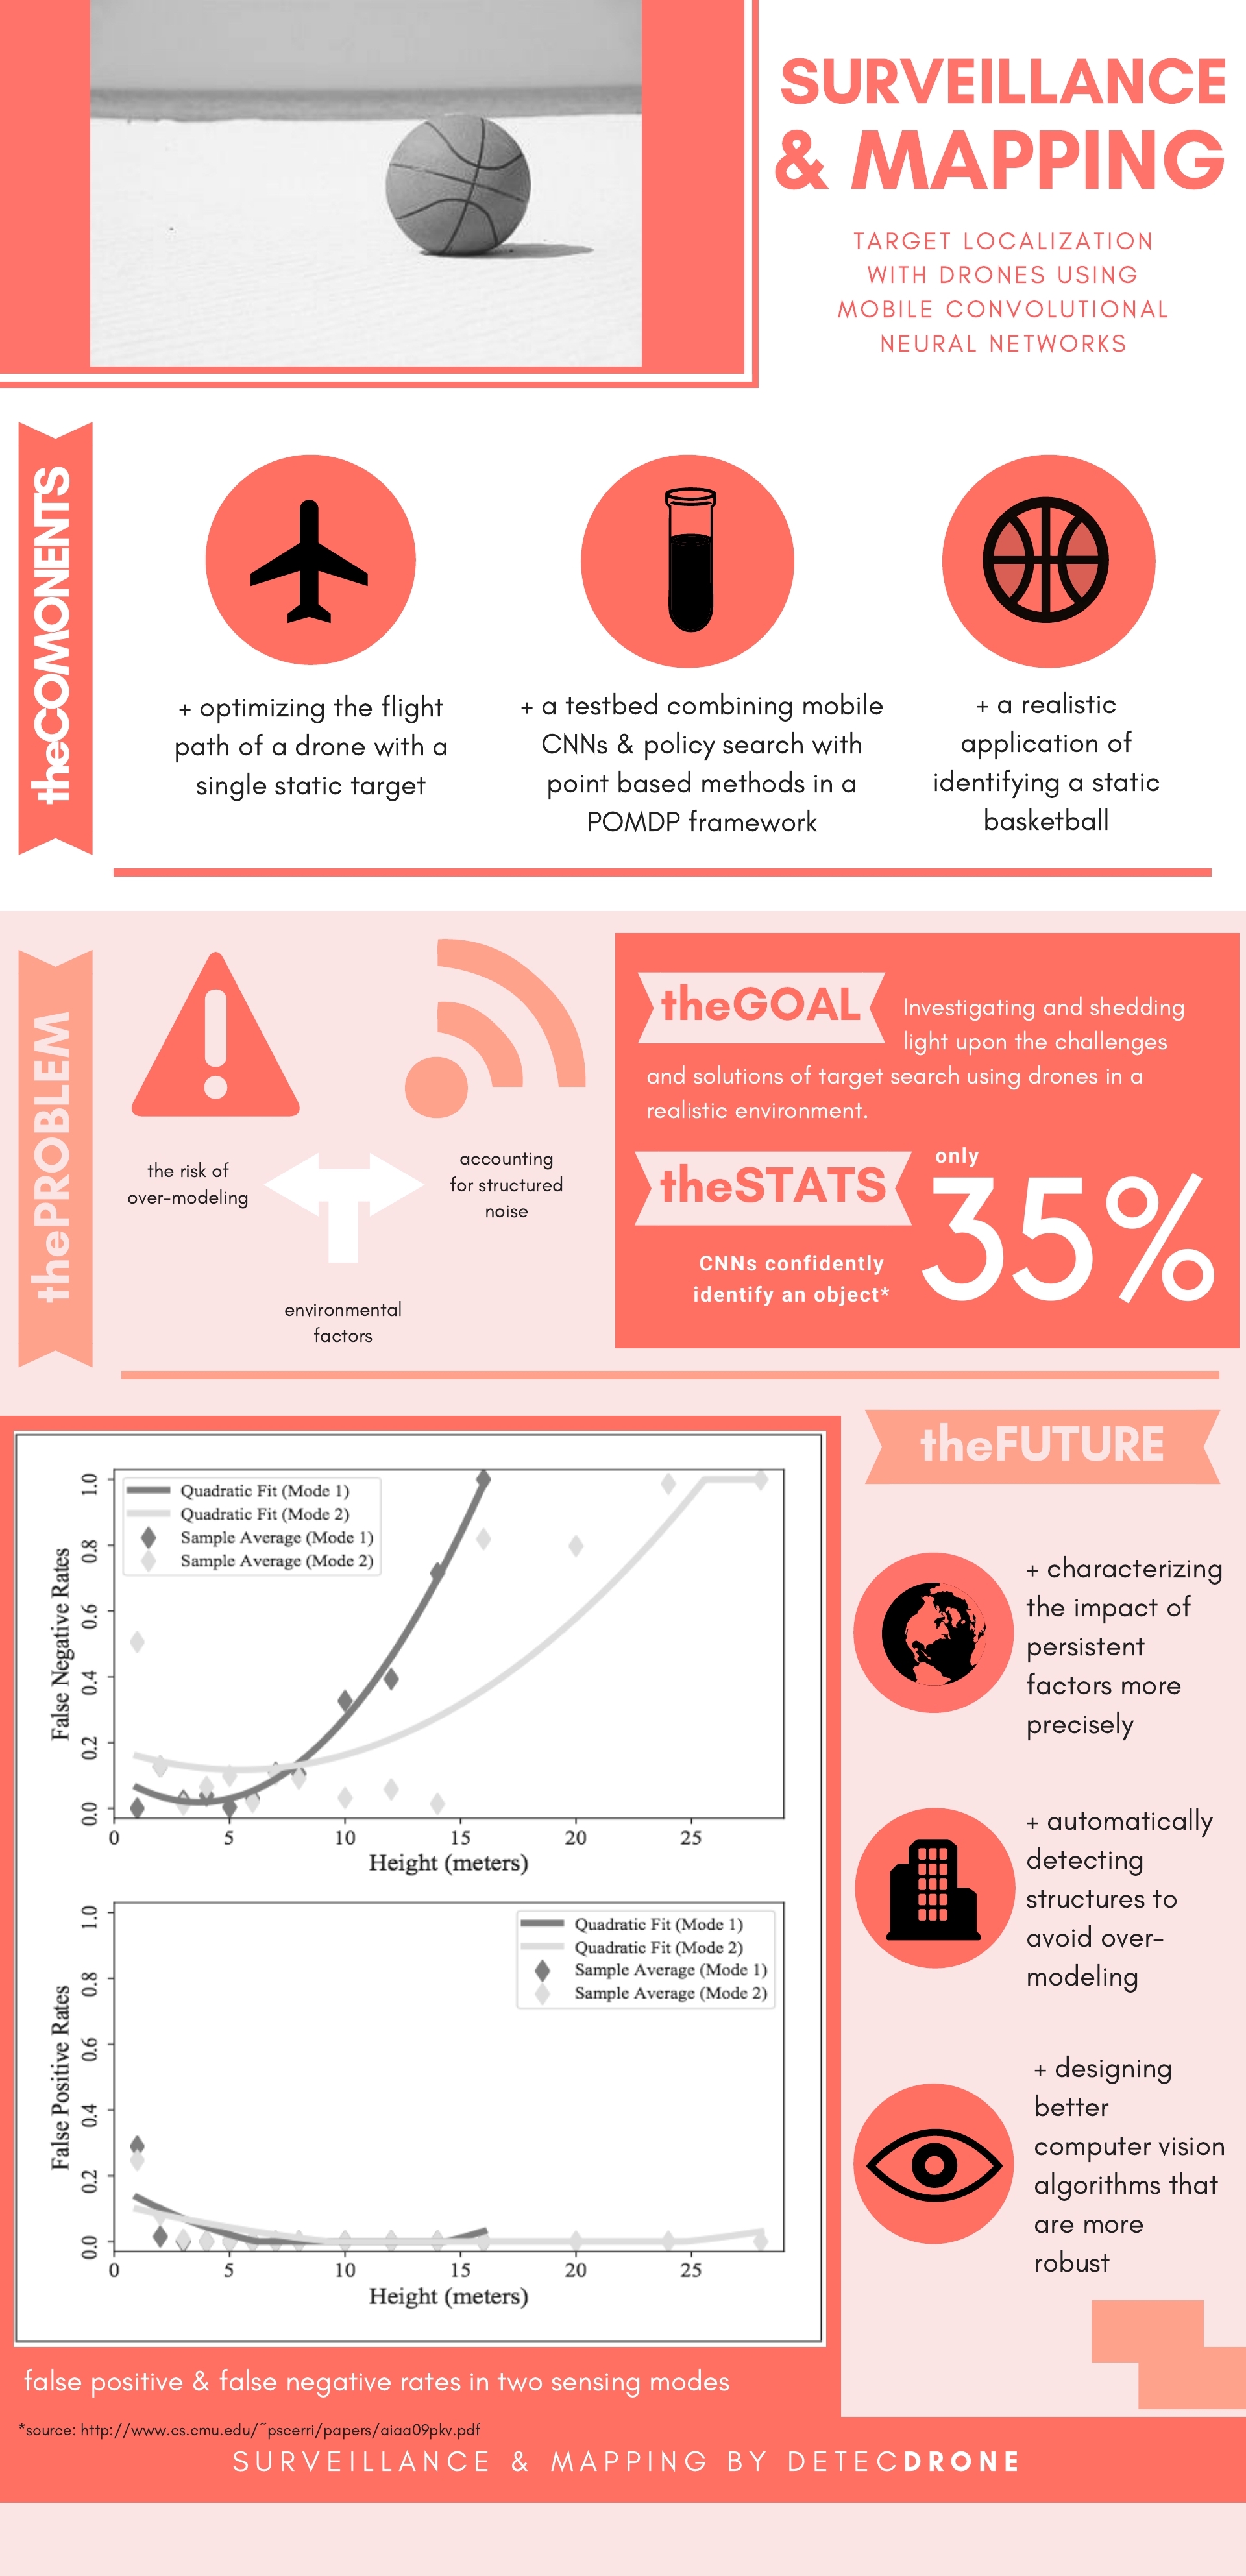 SURVEILLANCE
& MAPPING
TARGET LOCALIZATION
WITH DRONES USING
MOBILE CONVOLUTIONAL
NEURAL NETWORKS
theCOMONENTS
+ optimizing the flight
path of a drone with a
single static target
+ a testbed combining mobile
CNNs & policy search with
point based methods in a
POMDP framework
+ a realistic
application of
identifying a static
basketball
thePROBLEM
the risk of
over-modeling
accounting
for structured
noise
environmental
factors
theGOAL
Investigating and shedding
light upon the challenges
and solutions of target search using drones in a
realistic environment.
theSTATS
only
35%
CNNs confidently
identify an object*
Quadratic Fit (Mode 1)
Quadratic Fit (Mode 2)
Sample Average (Mode 1)
Sample Average (Mode 2)
False Negative Rates
1.0
0.8
0.6
0.4
0.2
0.0
0 5 10 15 20 25
Height (meters)
Quadratic Fit (Mode 1)
Quadratic Fit (Mode 2)
Sample Average (Mode 1)
Sample Average (Mode 2)
False Positive Rates
1.0
0.8
0.6
0.4
0.2
0.0
0 5 10 15 20 25
Height (meters)
false positive & false negative rates in two sensing modes
theFUTURE
+ characterizing
the impact of
persistent
factors more
precisely
+ automatically
detecting
structures to
avoid over-
modeling
+ designing
better
computer vision
algorithms that
are more
robust
*source: http://www.cs.cmu.edu/~pscerri/papers/aiaa09pkv.pdf
SURVEILLANCE & MAPPING BY DETECDRONE